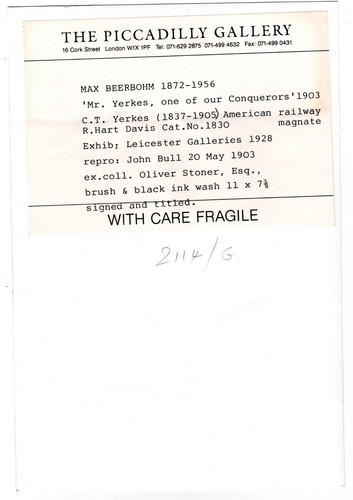 THE PICCADILLY GALLERY
16 Cork Street London W1X 1PF Tel: 071-629 2875 071-499 4632 Fax: 071-499 0431
MAX BEERBOHM 1872-1956
'Mr. Yerkes, one of our Conquerors'1903
C.T. Yerkes (1837-1905) American railway
R.Hart Davis Cat.No.1830 magnate
Exhib; Leicester Galleries 1928
repro: John Bull 20 May 1903
ex.coll. Oliver Stoner, Esq.,
brush & black ink wash 11 x 7⅜
signed and titled.
WITH CARE FRAGILE
2114/G.